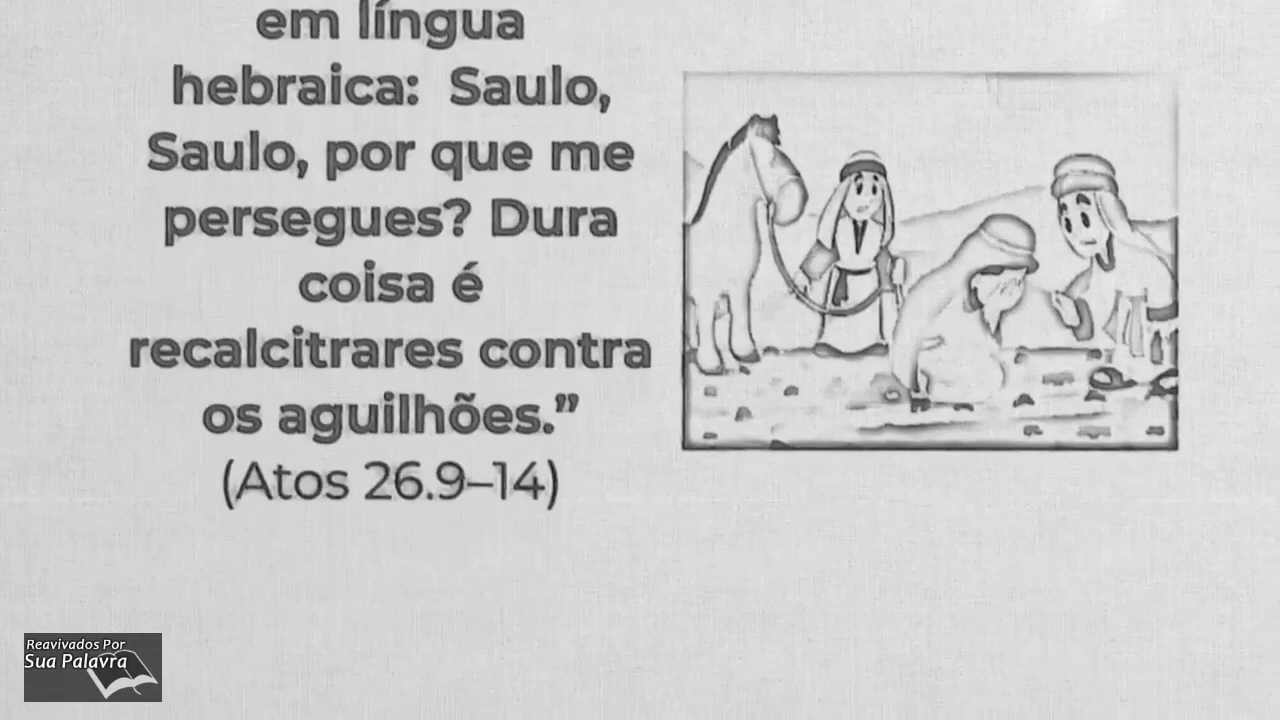 em língua
hebraica: Saulo,
Saulo, por que me
persegues? Dura
coisa é
recalcitrares contra
os aguilhões.”
(Atos 26.9–14)
Reavivados Por
Sua Palavra